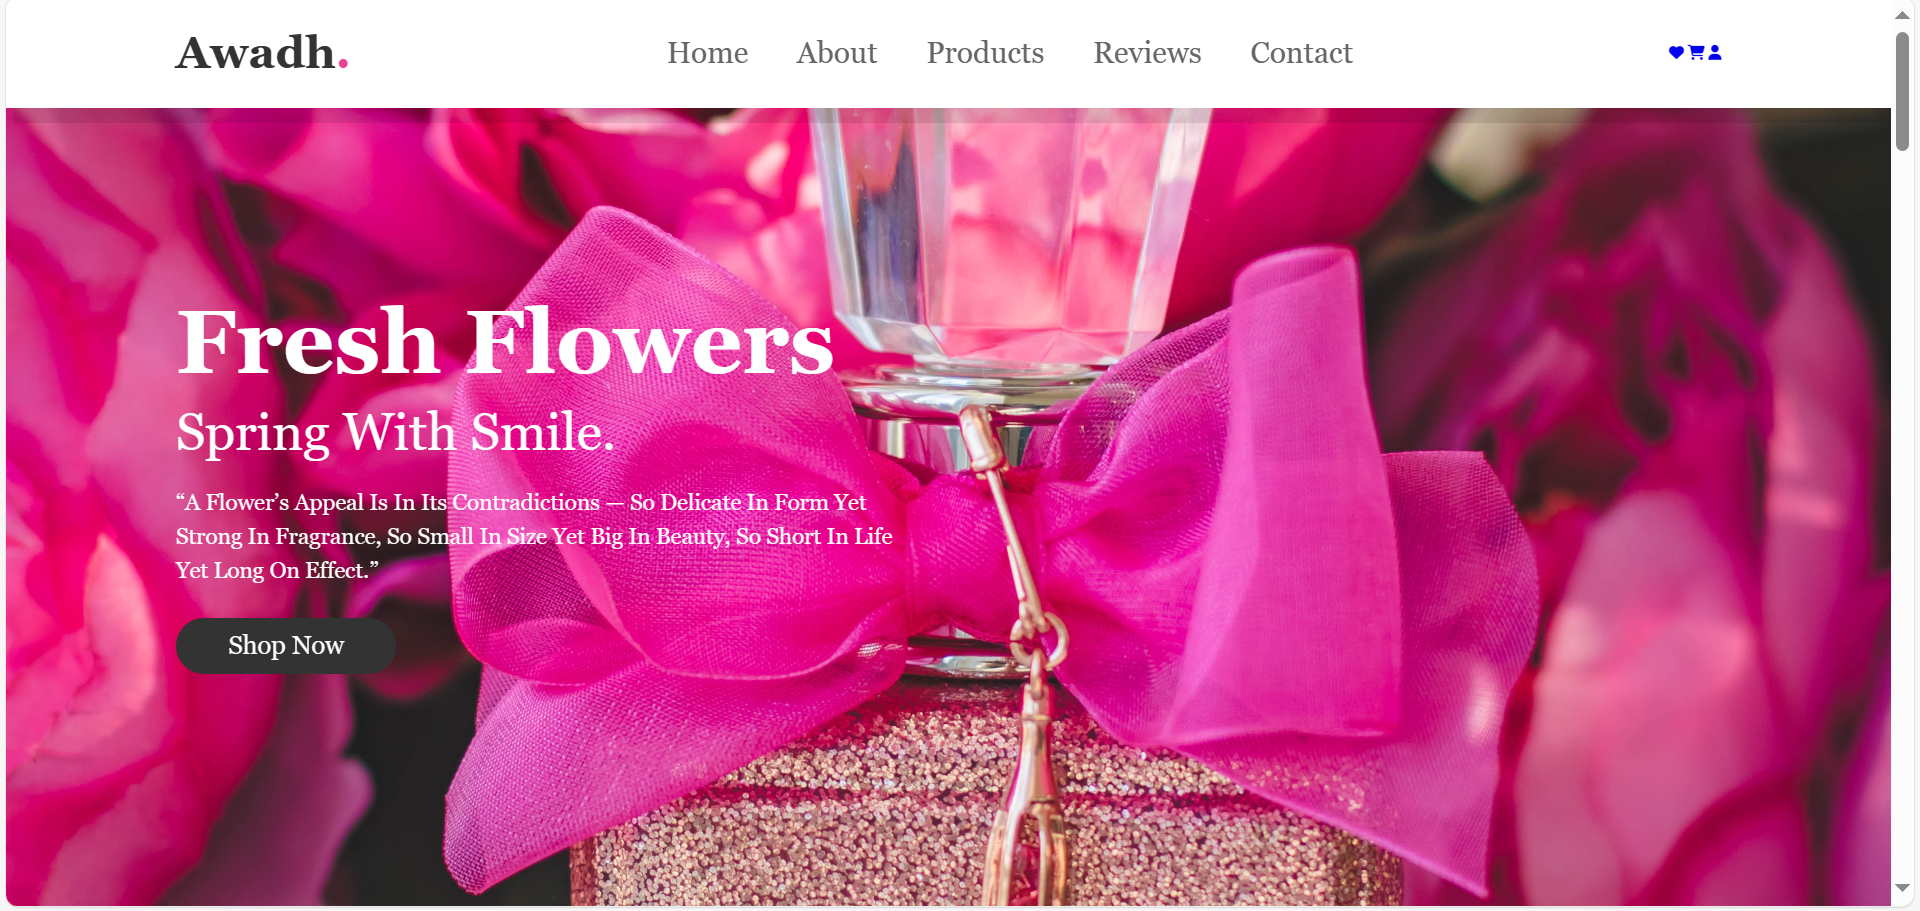 Awadh.
Home About Products Reviews Contact
Fresh Flowers
Spring With Smile.
“A Flower’s Appeal Is In Its Contradictions — So Delicate In Form Yet
Strong In Fragrance, So Small In Size Yet Big In Beauty, So Short In Life
Yet Long On Effect.”
Shop Now